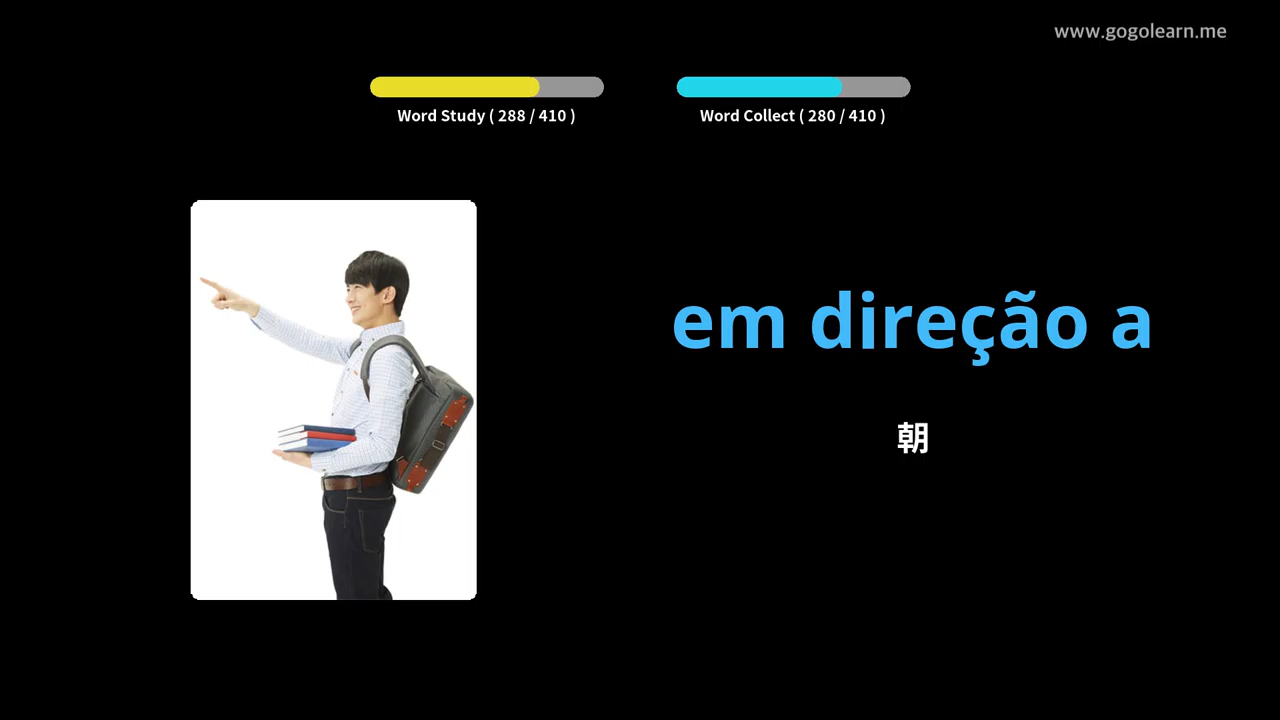 www.gogolearn.me
Word Study ( 288 / 410 )
Word Collect ( 280 / 410 )
em direção a
朝